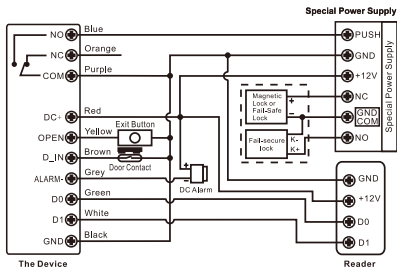 Special Power Supply
NO
Blue
PUSH
NC
Orange
GND
COM
Purple
+12V
Magnetic
Lock or
Fail-Safe
Lock
+
-
NC
DC+
Red
GND
COM
OPEN
Yellow
Exit Button
Fail-secure
lock
K-
K+
NO
Special Power Supply
D_IN
Brown
Door Contact
ALARM-
Grey
+
-
DC Alarm
GND
D0
Green
+12V
D1
White
D0
GND
Black
D1
The Device
Reader